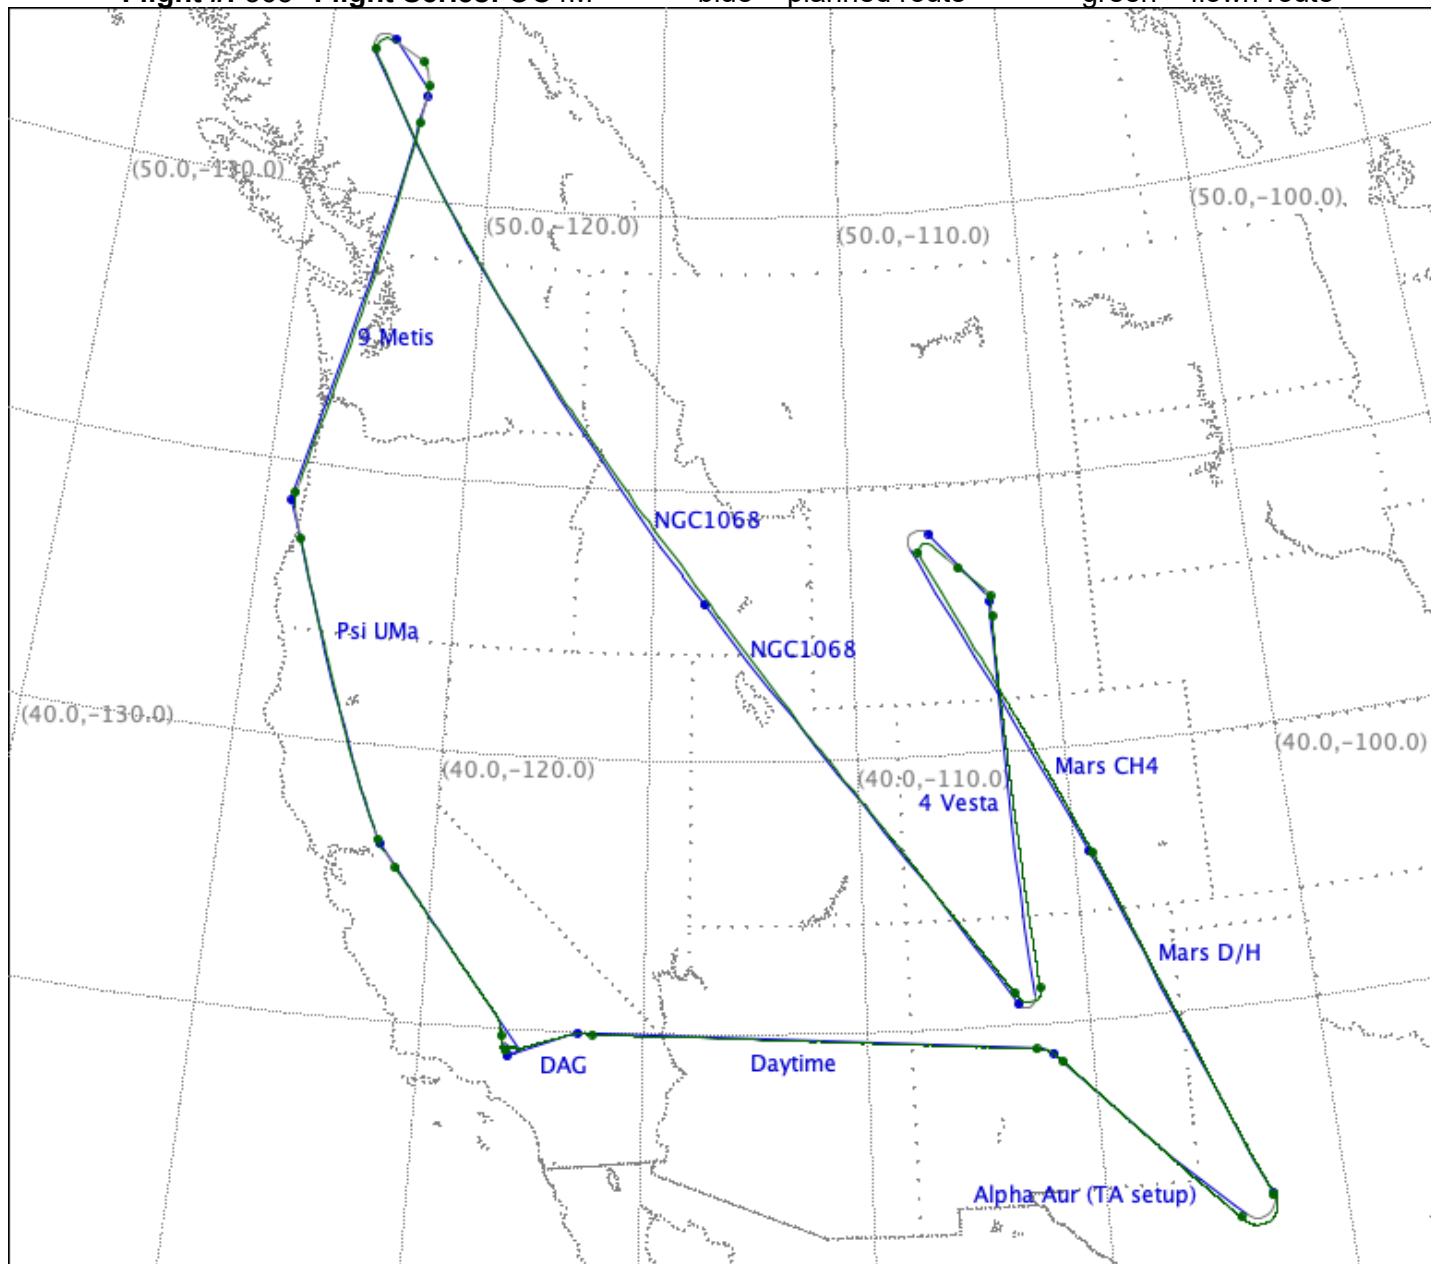 (50.0,-130.0)
(50.0,-120.0)
(50.0,-110.0)
(50.0,-100.0)
9 Metis
NGC1068
Psi UMa
NGC1068
(40.0,-130.0)
(40.0,-120.0)
(40.0,-110.0)
(40.0,-100.0)
Mars CH4
4 Vesta
Mars D/H
DAG
Daytime
Alpha Aur (TA setup)